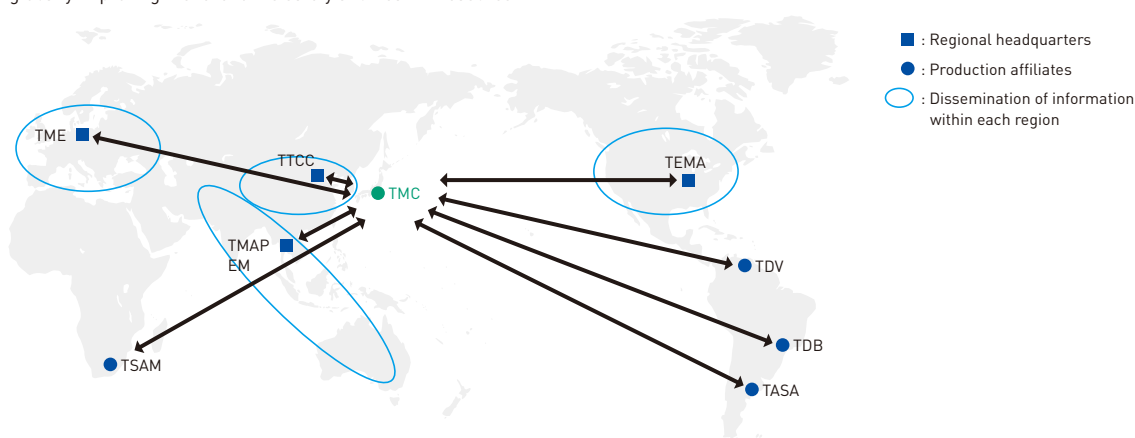 : Regional headquarters
: Production affiliates
: Dissemination of information
within each region
TME
TTCC
TEMA
TMC
TMAP
EM
TDV
TDB
TSAM
TASA